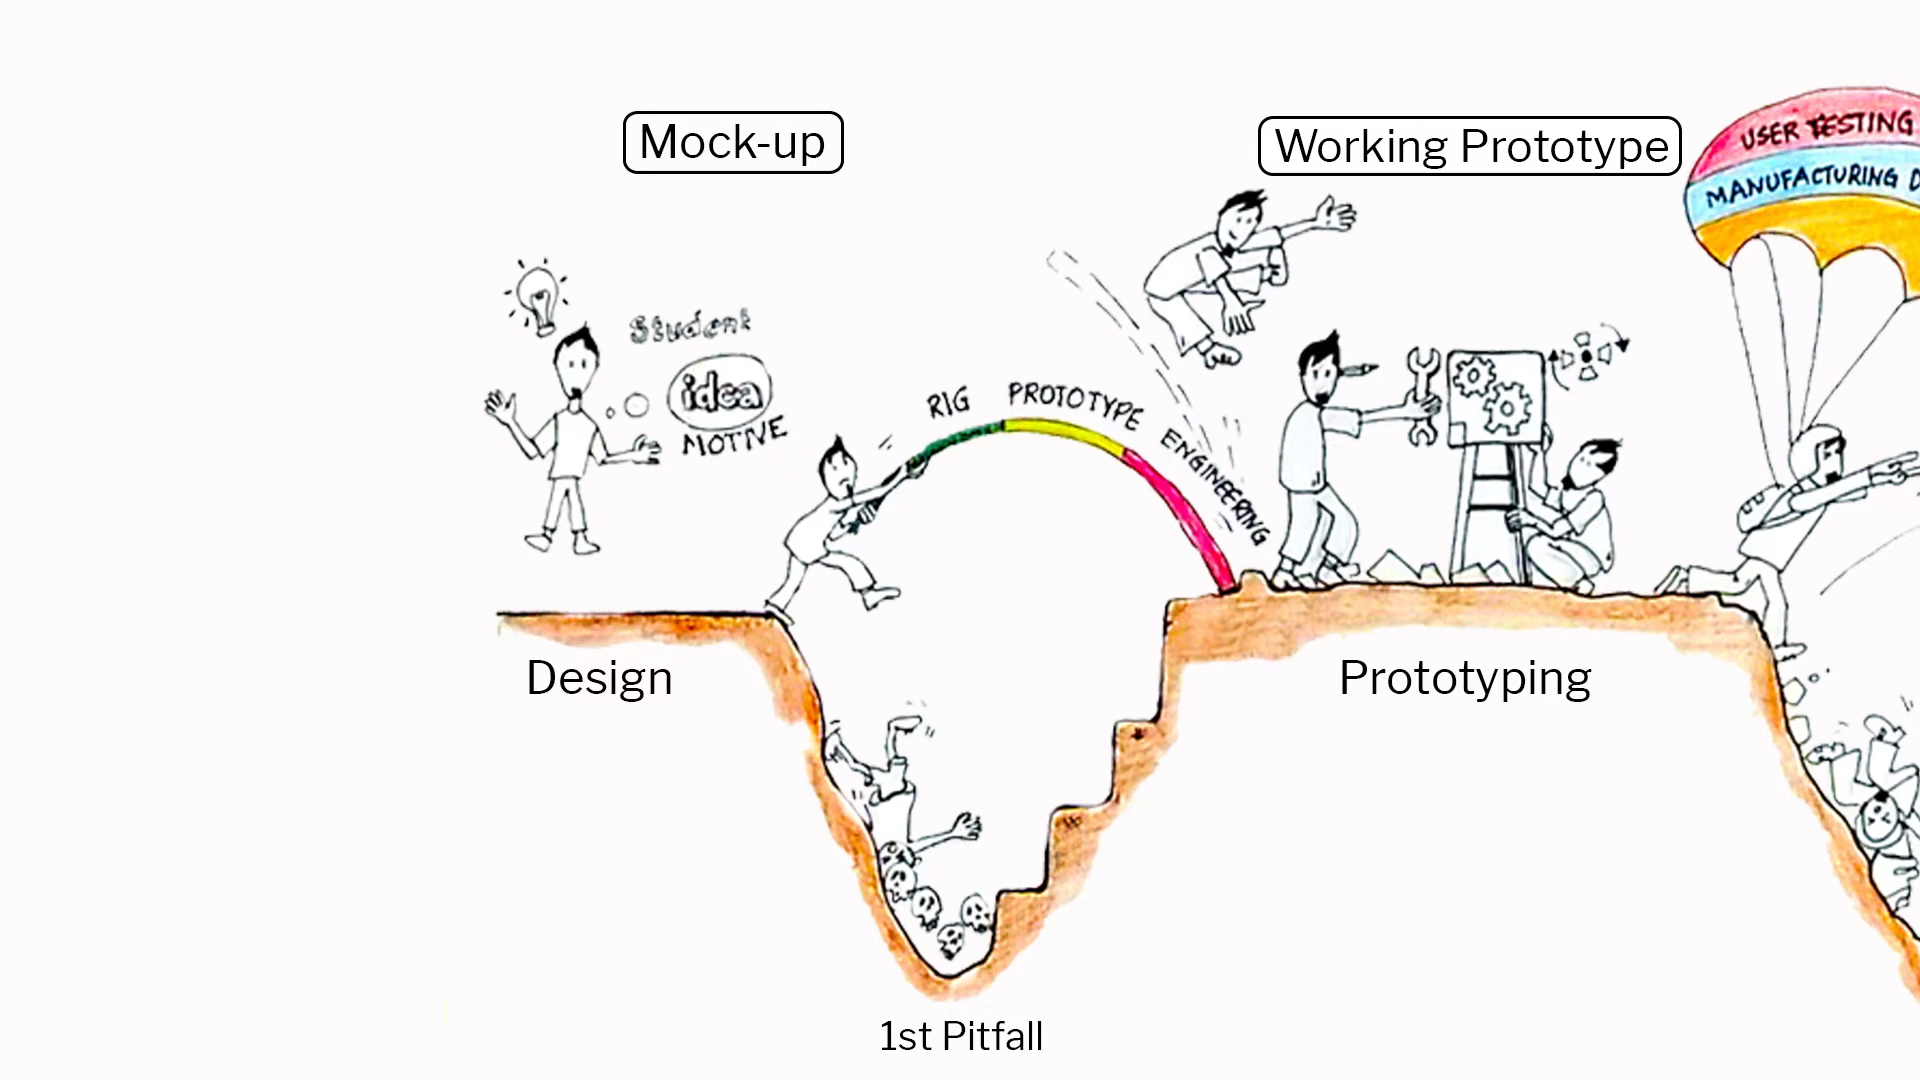 Mock-up
Working Prototype
USER TESTING
MANUFACTURING D
Student
idea
MOTIVE
RIG PROTOTYPE ENGINEERING
Design
Prototyping
1st Pitfall